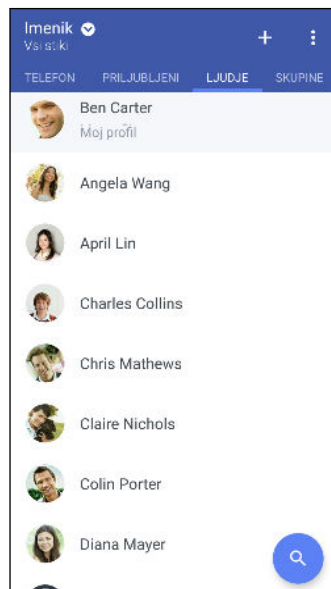 Imenik
Vsi stiki
TELEFON PRILJUBLJENI LJUDJE SKUPINE
Ben Carter
Moj profil
Angela Wang
April Lin
Charles Collins
Chris Mathews
Claire Nichols
Colin Porter
Diana Mayer